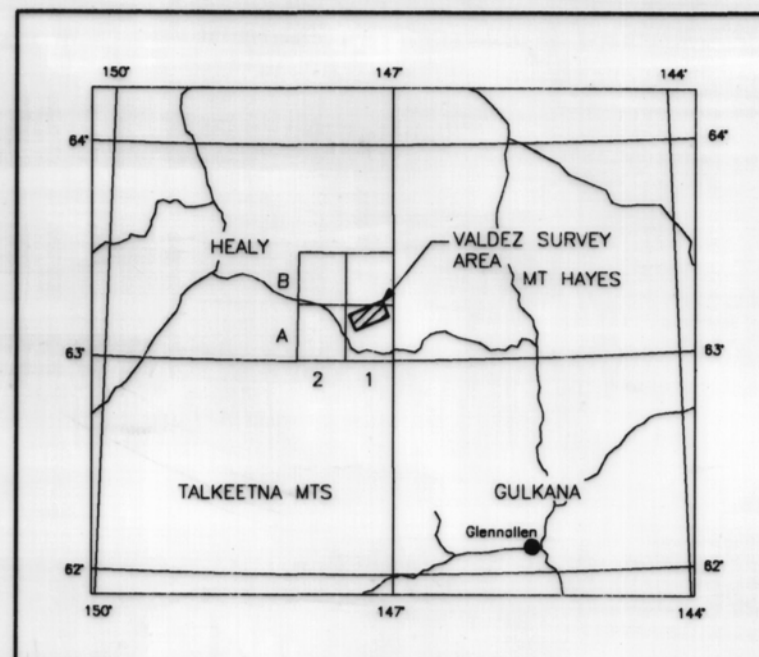 150°
147°
144°
64°
64°
HEALY
VALDEZ SURVEY
AREA
MT HAYES
B
A
63°
63°
2
1
TALKEETNA MTS
GULKANA
Glennallen
62°
62°
150°
147°
144°